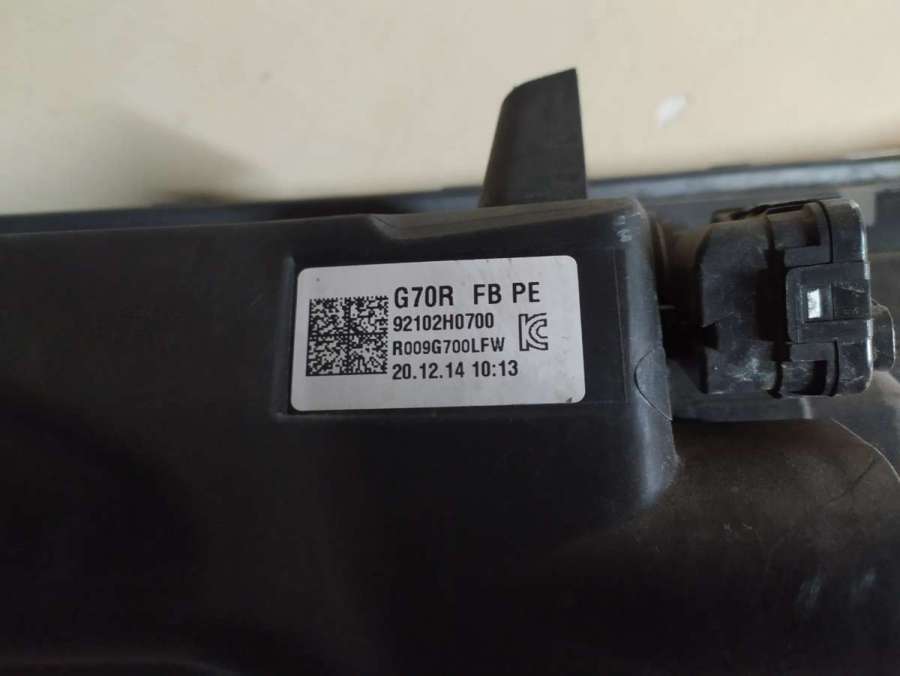 G70R FB PE
92102H0700
R009G700LFW
20.12.14 10:13